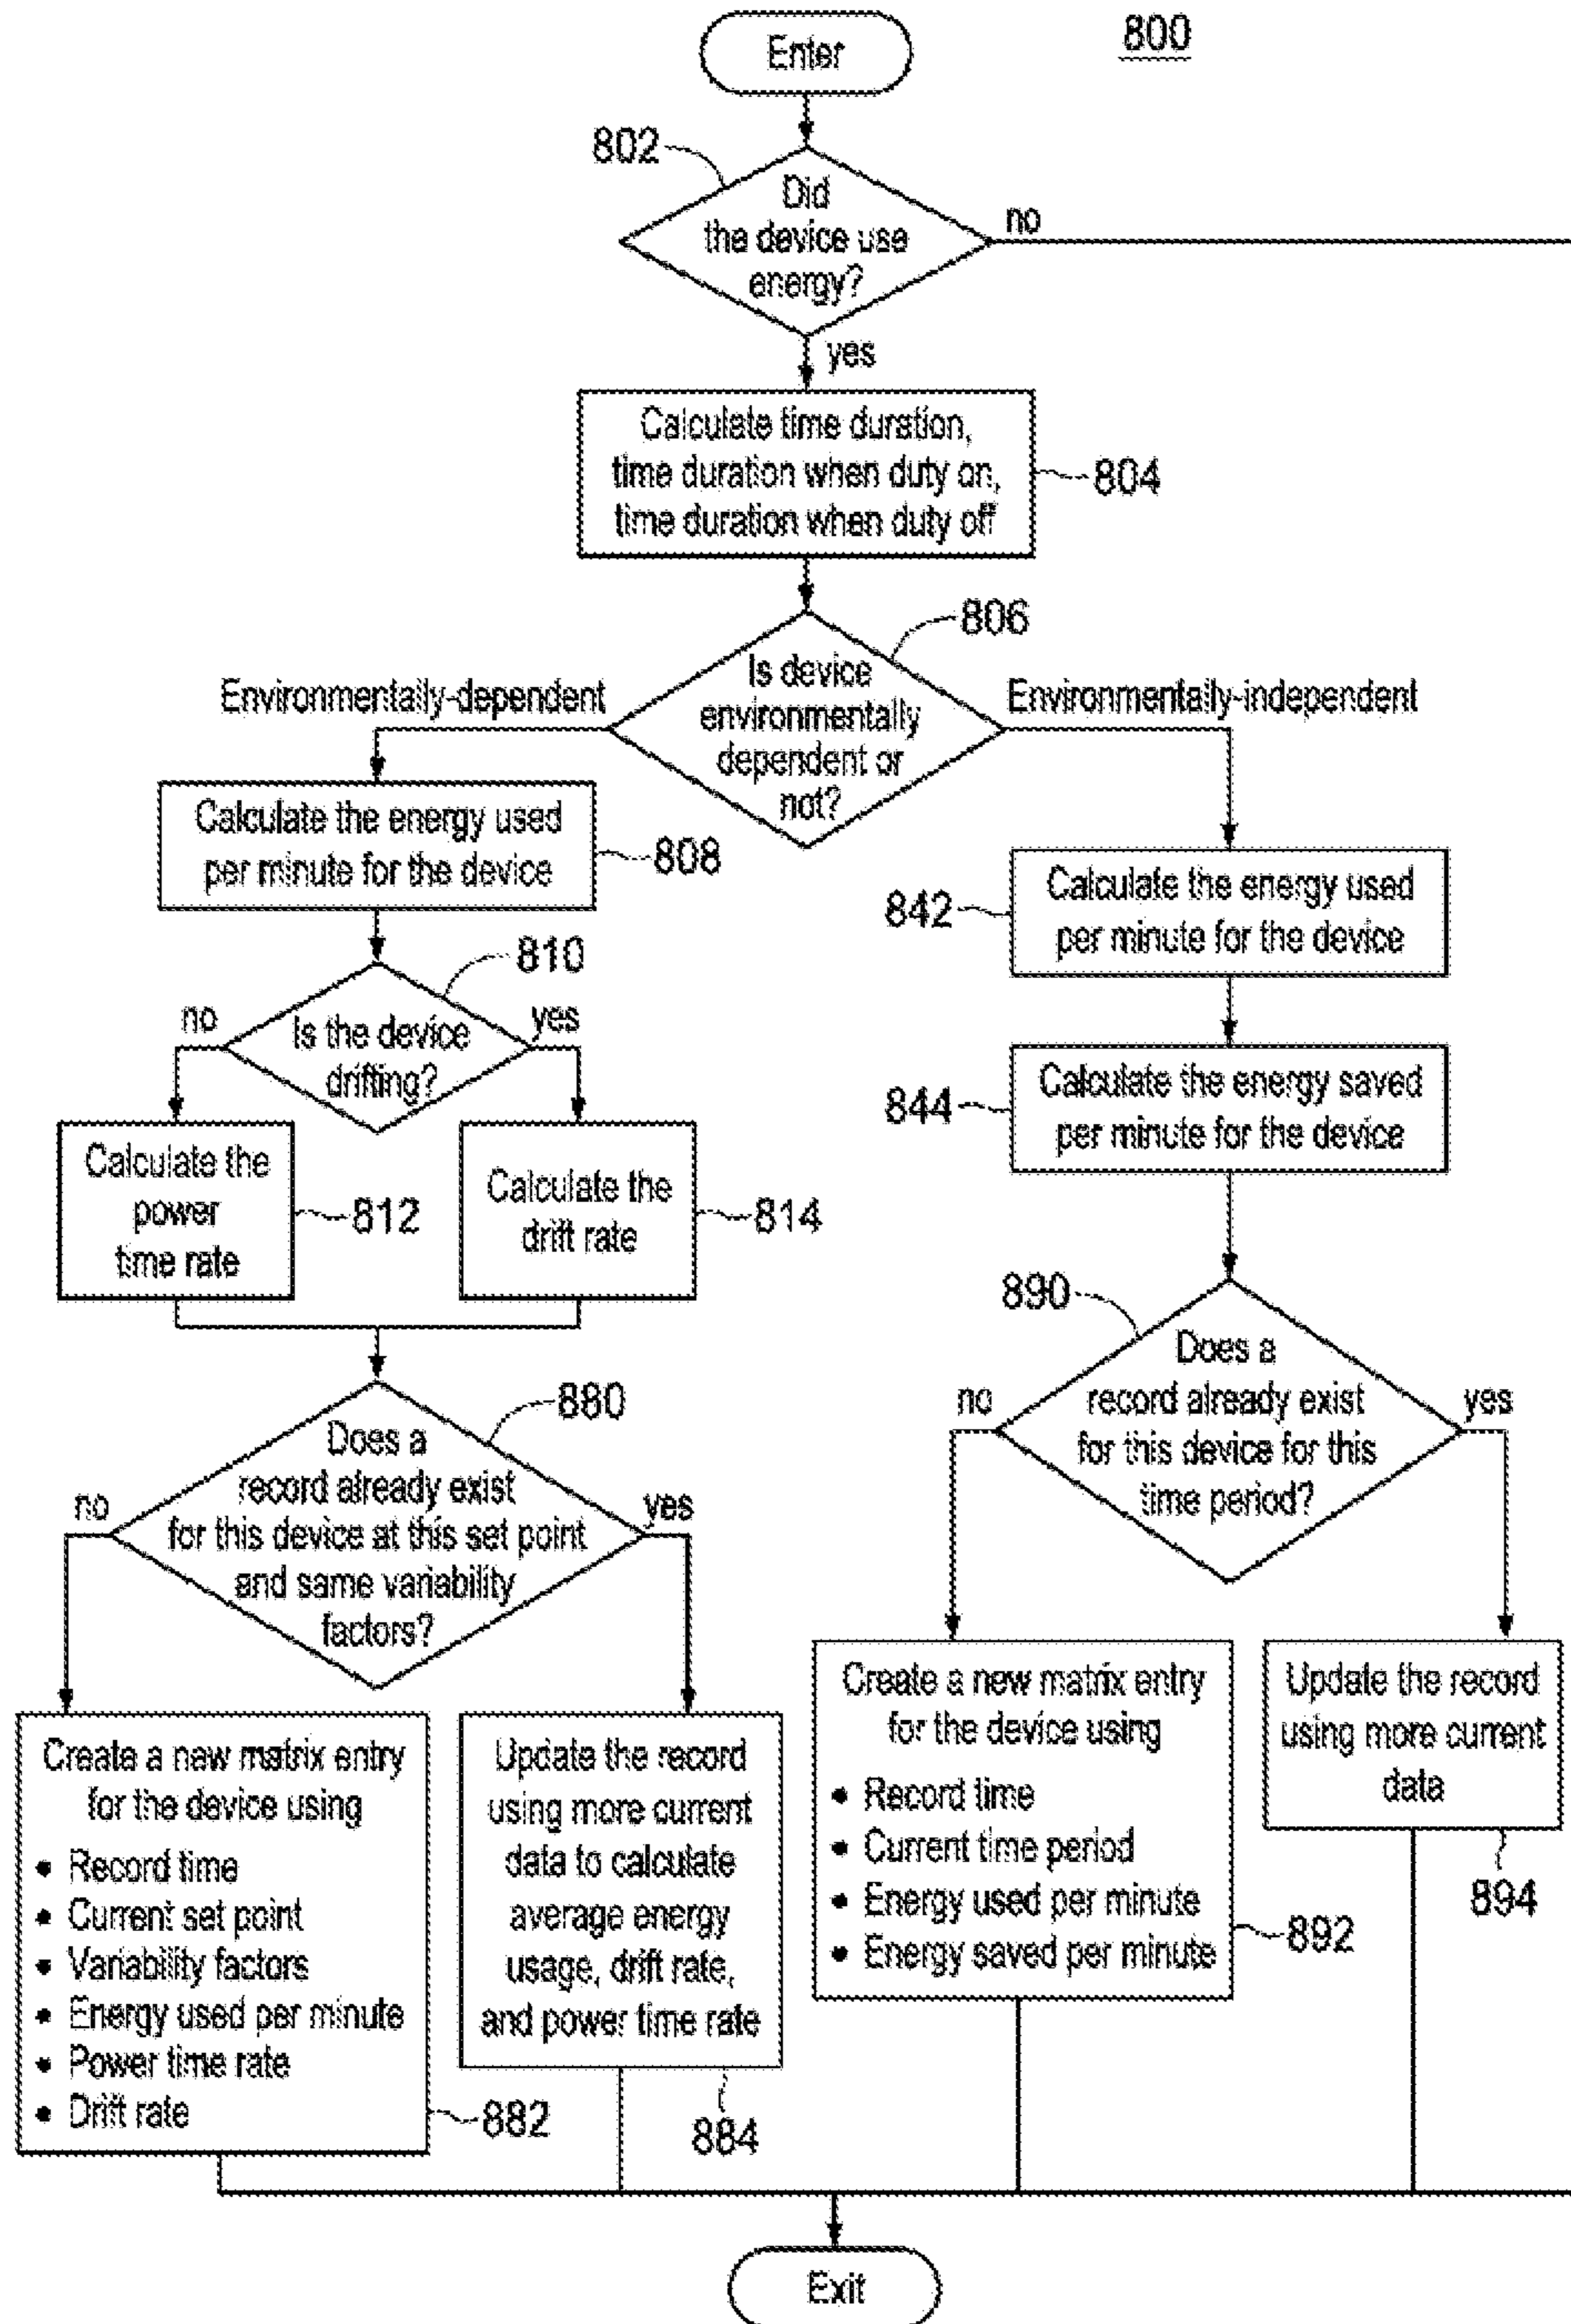 800
Enter
802
Did
the device use
energy?
no
yes
Calculate time duration,
time duration when duty on,
time duration when duty off
804
806
Is device
environmentally
dependent or
not?
Environmentally-dependent
Environmentally-independent
Calculate the energy used
per minute for the device
808
810
Is the device
drifting?
no
yes
Calculate the
power
time rate
812
Calculate the
drift rate
814
880
Does a
record already exist
for this device at this set point
and same variability
factors?
no
yes
Create a new matrix entry
for the device using
• Record time
• Current set point
• Variability factors
• Energy used per minute
• Power time rate
• Drift rate
882
Update the record
using more current
data to calculate
average energy
usage, drift rate,
and power time rate
884
842
Calculate the energy used
per minute for the device
844
Calculate the energy saved
per minute for the device
890
Does a
record already exist
for this device for this
time period?
no
yes
Create a new matrix entry
for the device using
• Record time
• Current time period
• Energy used per minute
• Energy saved per minute
892
Update the record
using more current
data
894
Exit